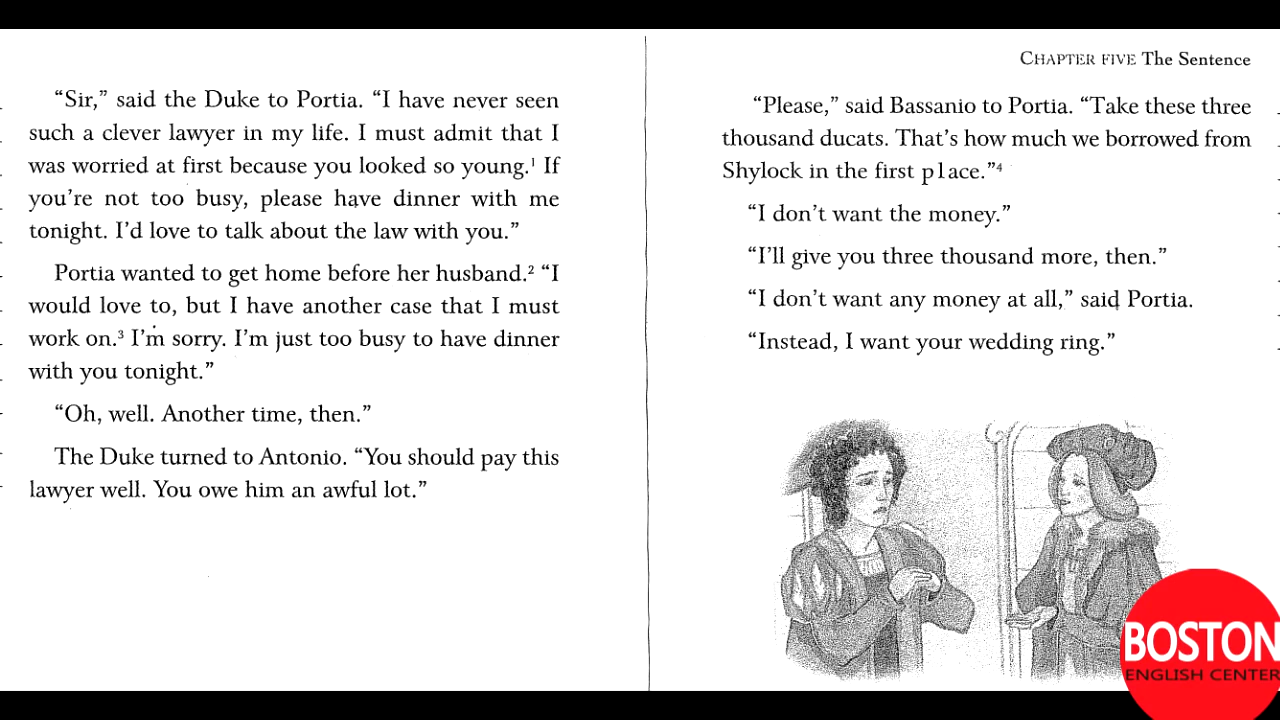 “Sir,” said the Duke to Portia. “I have never seen
such a clever lawyer in my life. I must admit that I
was worried at first because you looked so young.¹ If
you’re not too busy, please have dinner with me
tonight. I’d love to talk about the law with you.”
Portia wanted to get home before her husband.² “I
would love to, but I have another case that I must
work on.³ I’m sorry. I’m just too busy to have dinner
with you tonight.”
“Oh, well. Another time, then.”
The Duke turned to Antonio. “You should pay this
lawyer well. You owe him an awful lot.”
CHAPTER FIVE The Sentence
“Please,” said Bassanio to Portia. “Take these three
thousand ducats. That’s how much we borrowed from
Shylock in the first place.”⁴
“I don’t want the money.”
“I’ll give you three thousand more, then.”
“I don’t want any money at all,” said Portia.
“Instead, I want your wedding ring.”
BOSTON
ENGLISH CENTER